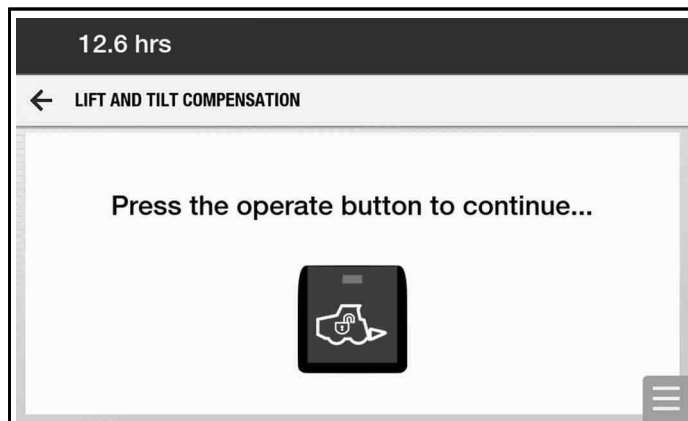 12.6 hrs
LIFT AND TILT COMPENSATION
Press the operate button to continue...